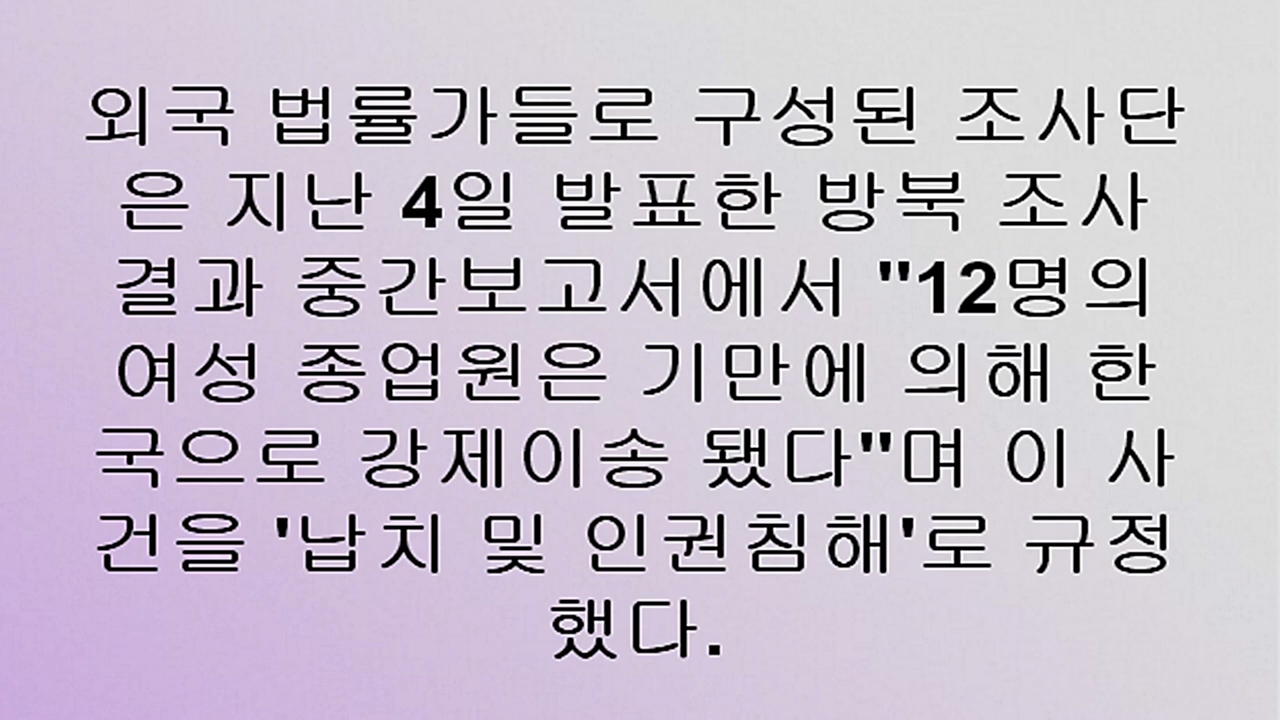 외국 법률가들로 구성된 조사단
은 지난 4일 발표한 방북 조사
결과 중간보고서에서 "12명의
여성 종업원은 기만에 의해 한
국으로 강제이송 됐다"며 이 사
건을 '납치 및 인권침해'로 규정
했다.